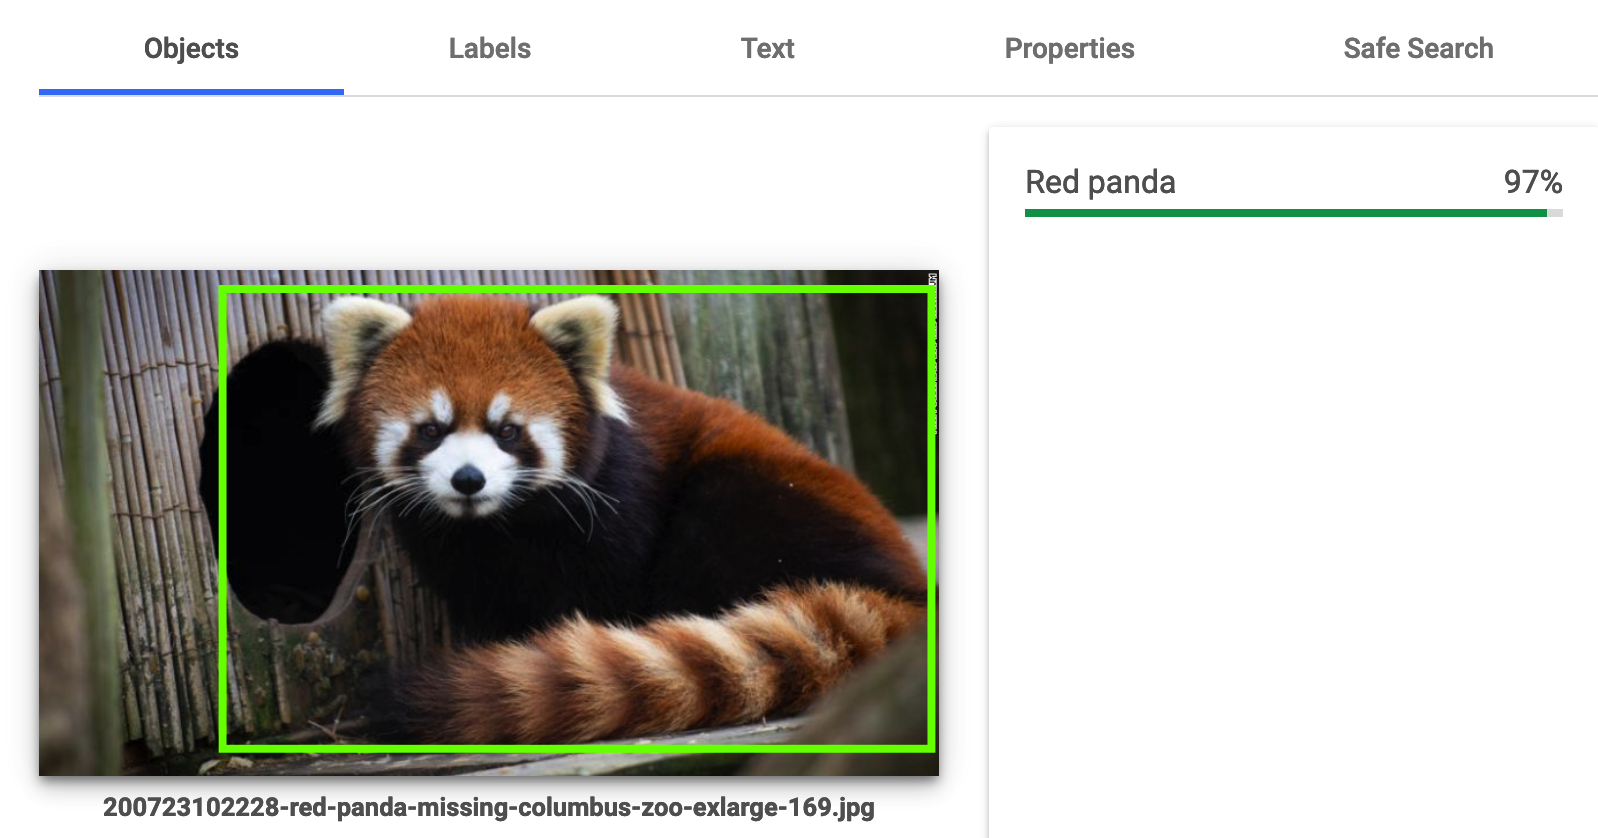 Objects
Labels
Text
Properties
Safe Search
Red panda
97%
200723102228-red-panda-missing-columbus-zoo-exlarge-169.jpg